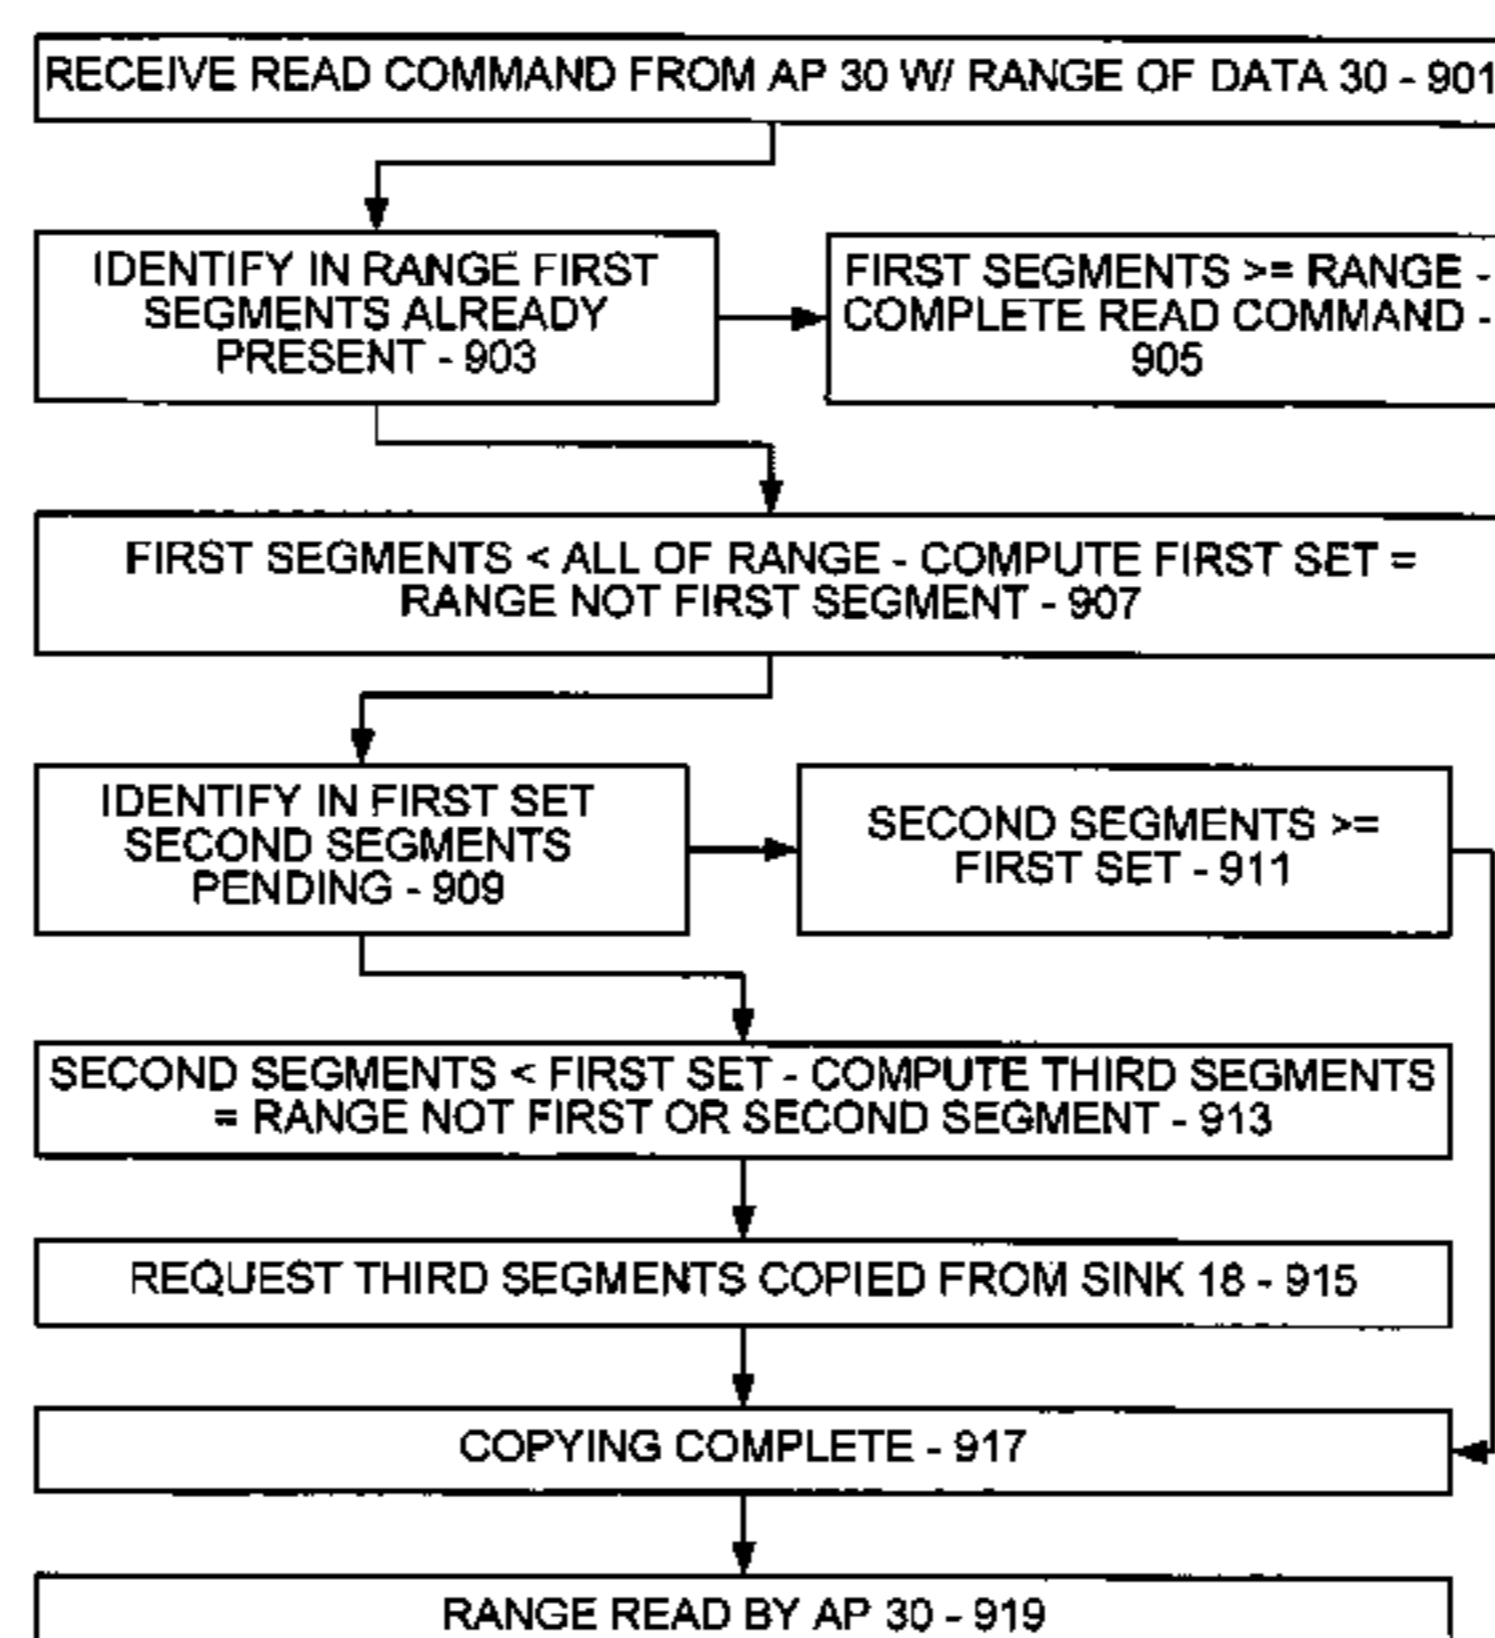 RECEIVE READ COMMAND FROM AP 30 W/ RANGE OF DATA 30 - 901
IDENTIFY IN RANGE FIRST
SEGMENTS ALREADY
PRESENT - 903
FIRST SEGMENTS >= RANGE -
COMPLETE READ COMMAND -
905
FIRST SEGMENTS < ALL OF RANGE - COMPUTE FIRST SET =
RANGE NOT FIRST SEGMENT - 907
IDENTIFY IN FIRST SET
SECOND SEGMENTS
PENDING - 909
SECOND SEGMENTS >=
FIRST SET - 911
SECOND SEGMENTS < FIRST SET - COMPUTE THIRD SEGMENTS
= RANGE NOT FIRST OR SECOND SEGMENT - 913
REQUEST THIRD SEGMENTS COPIED FROM SINK 18 - 915
COPYING COMPLETE - 917
RANGE READ BY AP 30 - 919